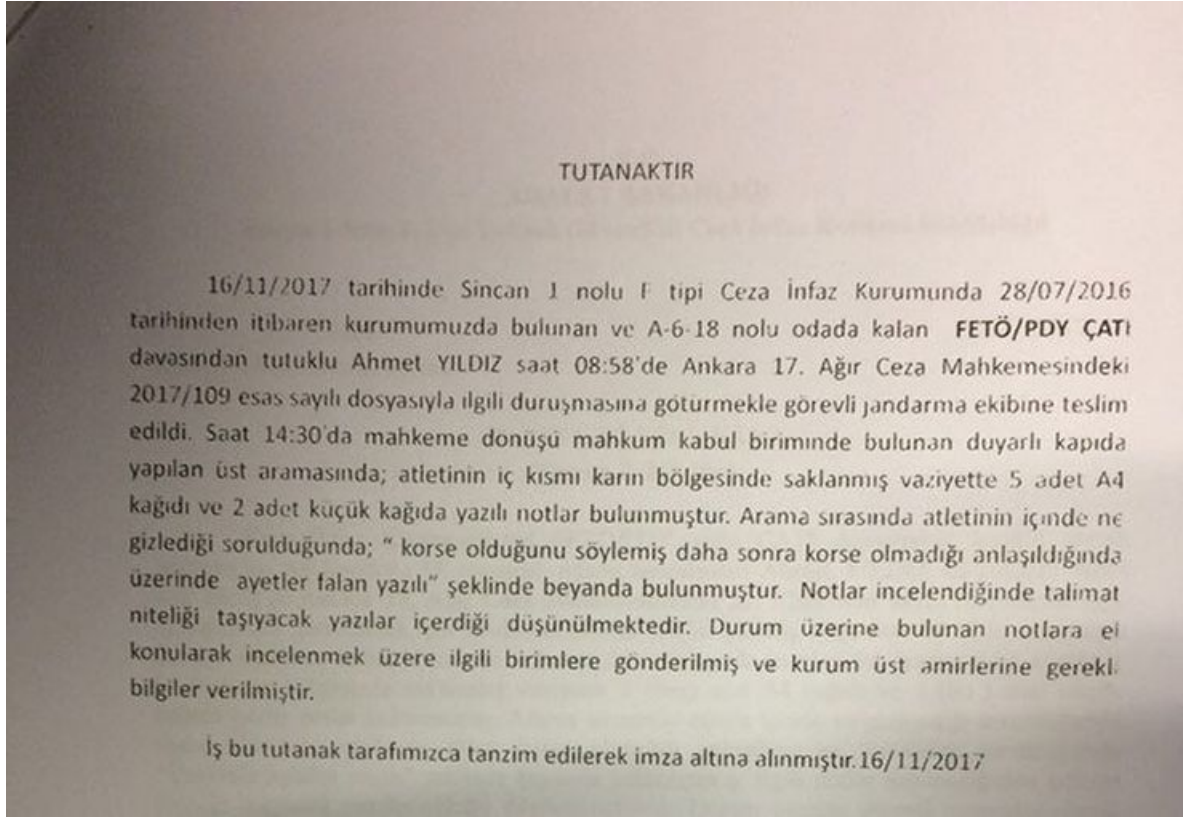 TUTANAKTIR
16/11/2017 tarihinde Sincan 1 nolu F tipi Ceza İnfaz Kurumunda 28/07/2016
tarihinden itibaren kurumumuzda bulunan ve A-6-18 nolu odada kalan FETÖ/PDY ÇATI
davasından tutuklu Ahmet YILDIZ saat 08:58'de Ankara 17. Ağır Ceza Mahkemesindeki
2017/109 esas sayılı dosyasıyla ilgili duruşmasına götürmekle görevli jandarma ekibine teslim
edildi. Saat 14:30'da mahkeme dönüşü mahkum kabul biriminde bulunan duyarlı kapıda
yapılan üst aramasında; atletinin iç kısmı karın bölgesinde saklanmış vaziyette 5 adet A4
kağıdı ve 2 adet küçük kağıda yazılı notlar bulunmuştur. Arama sırasında atletinin içinde ne
gizlediği sorulduğunda; " korse olduğunu söylemiş daha sonra korse olmadığı anlaşıldığında
üzerinde ayetler falan yazılı" şeklinde beyanda bulunmuştur. Notlar incelendiğinde talimat
niteliği taşıyacak yazılar içerdiği düşünülmektedir. Durum üzerine bulunan notlara el
konularak incelenmek üzere ilgili birimlere gönderilmiş ve kurum üst amirlerine gerekli
bilgiler verilmiştir.
İş bu tutanak tarafımızca tanzim edilerek imza altına alınmıştır.16/11/2017